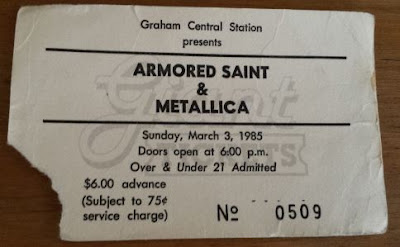 Graham Central Station
presents
ARMORED SAINT
&
METALLICA
Sunday, March 3, 1985
Doors open at 6:00 p.m.
Over & Under 21 Admitted
$6.00 advance
(Subject to 75¢
service charge)
Nº 0509